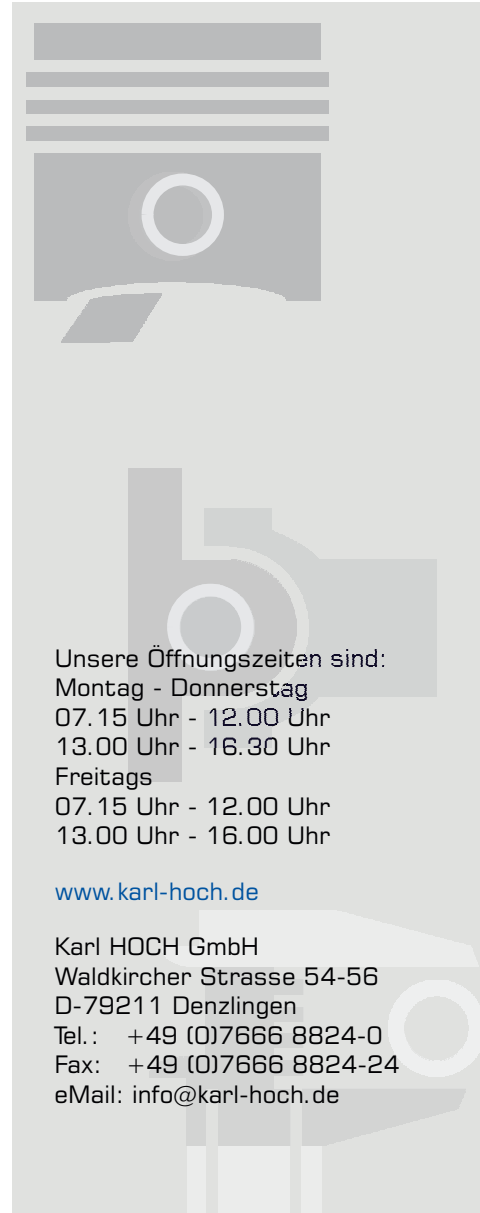 Unsere Öffnungszeiten sind:
Montag - Donnerstag
07.15 Uhr - 12.00 Uhr
13.00 Uhr - 16.30 Uhr
Freitags
07.15 Uhr - 12.00 Uhr
13.00 Uhr - 16.00 Uhr
www.karl-hoch.de
Karl HOCH GmbH
Waldkircher Strasse 54-56
D-79211 Denzlingen
Tel.: +49 (0)7666 8824-0
Fax: +49 (0)7666 8824-24
eMail: info@karl-hoch.de